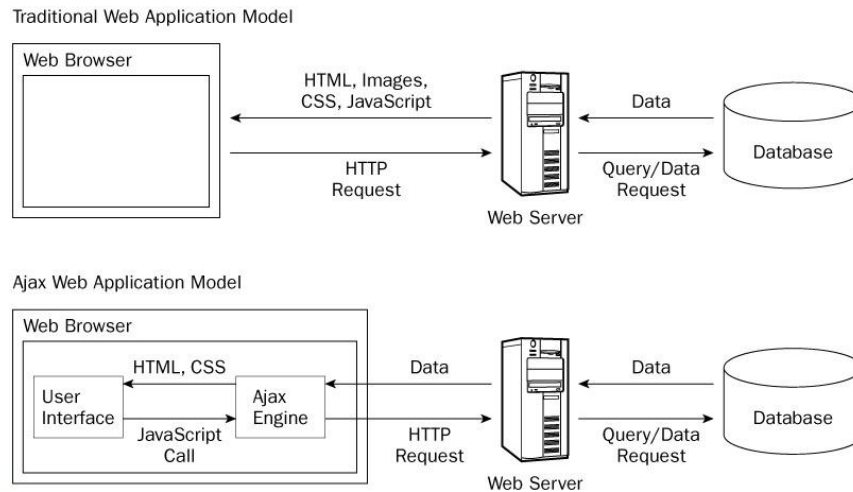 Traditional Web Application Model
Web Browser
HTML, Images,
CSS, JavaScript
Data
HTTP
Request
Query/Data
Request
Database
Web Server
Ajax Web Application Model
Web Browser
HTML, CSS
Data
Data
User
Interface
Ajax
Engine
Database
JavaScript
Call
HTTP
Request
Query/Data
Request
Web Server